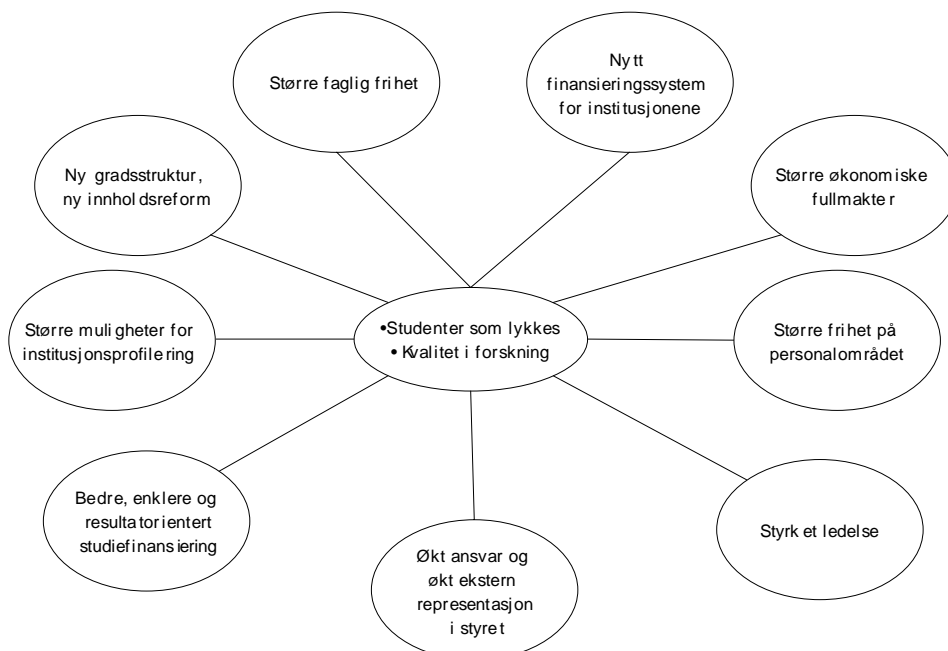 Større faglig frihet
Nytt
finansieringssystem
for institusjonene
Ny gradsstruktur,
ny innholdsreform
Større økonomiske
fullmakter
Større muligheter for
institusjonsprofilering
•Studenter som lykkes
• Kvalitet i forskning
Større frihet på
personalområdet
Bedre, enklere og
resultatorientert
studiefinansiering
Økt ansvar og
økt ekstern
representasjon
i styret
Styrket ledelse